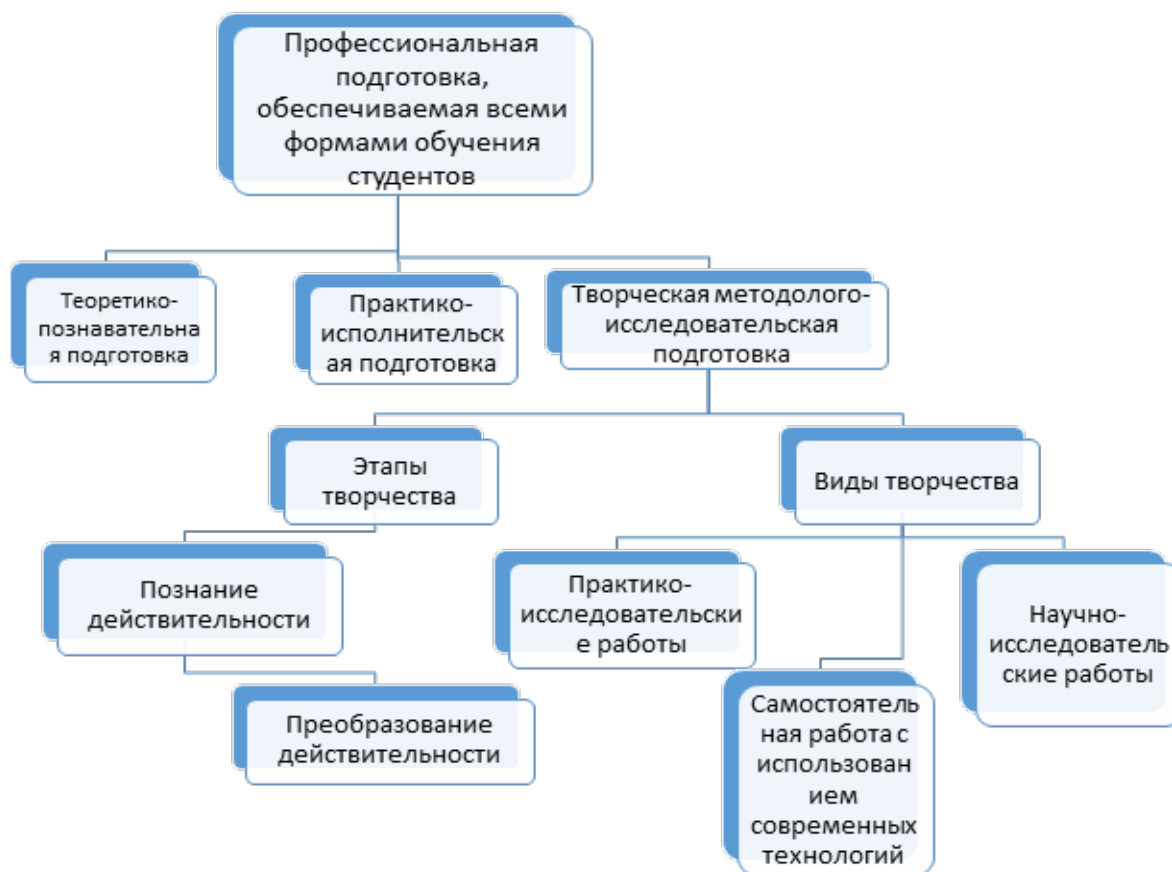 Профессиональная
подготовка,
обеспечиваемая всеми
формами обучения
студентов
Теоретико-
познавательна
я подготовка
Практико-
исполнительск
ая подготовка
Творческая методолого-
исследовательская
подготовка
Этапы
творчества
Виды творчества
Познание
действительности
Практико-
исследовательски
е работы
Научно-
исследователь
ские работы
Преобразование
действительности
Самостоятель
ная работа с
использован
ием
современных
технологий